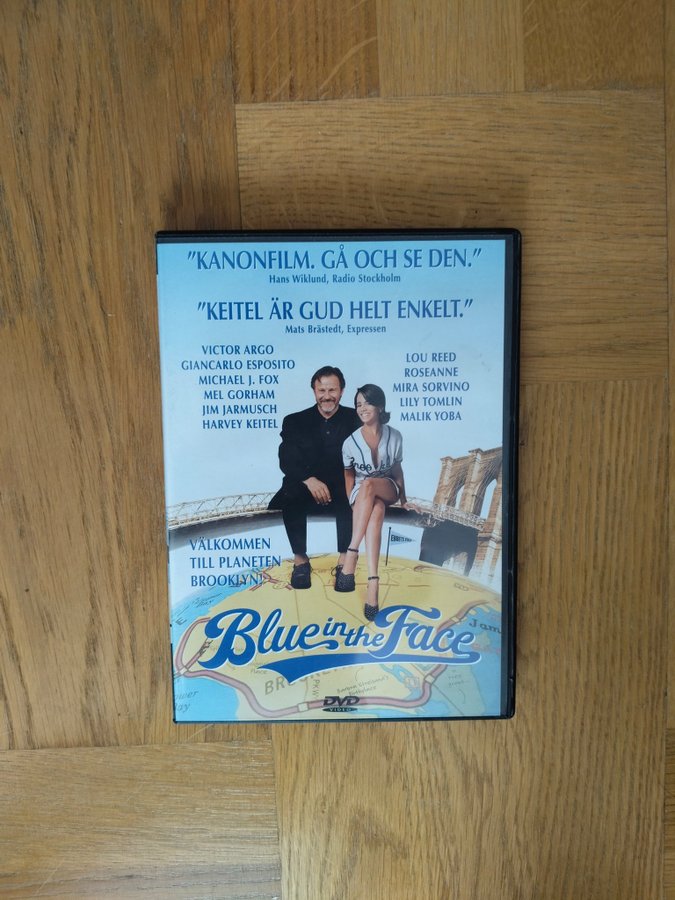 "KANONFILM. GÅ OCH SE DEN."
Hans Wiklund, Radio Stockholm
"KEITEL ÄR GUD HELT ENKELT."
Mats Bråstedt, Expressen
VICTOR ARGO
GIANCARLO ESPOSITO
MICHAEL J. FOX
MEL GORHAM
JIM JARMUSCH
HARVEY KEITEL
LOU REED
ROSEANNE
MIRA SORVINO
LILY TOMLIN
MALIK YOBA
VÄLKOMMEN
TILL PLANETEN
BROOKLYN!
Blue in the Face
DVD
VIDEO